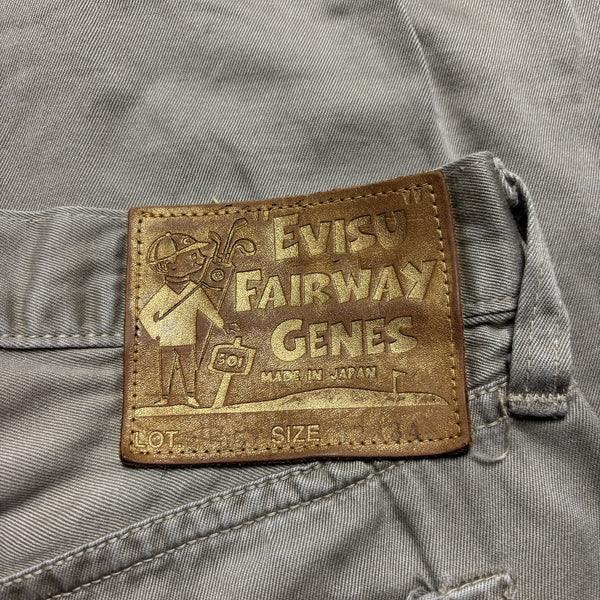 "EVISU"
FAIRWAY
GENES
501
MADE IN JAPAN
LOT. SIZE